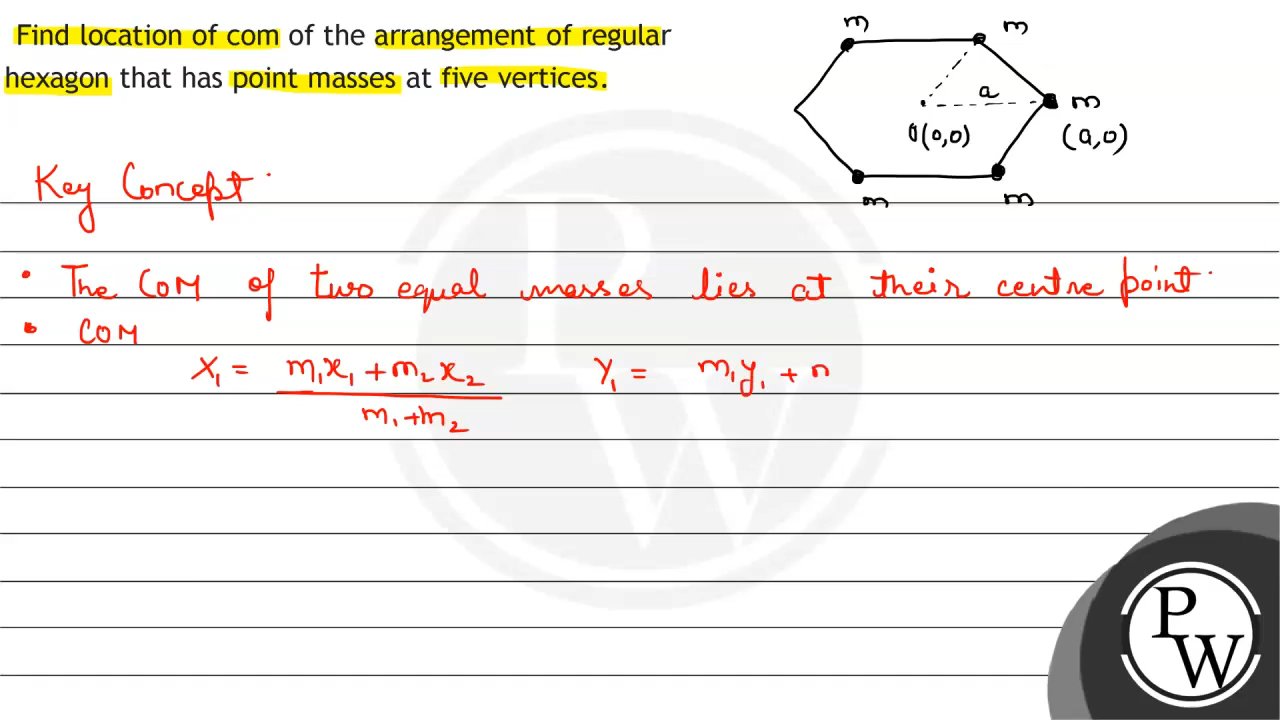 Find location of com of the arrangement of regular
hexagon that has point masses at five vertices.
m
m
a
m
O(0,0)
(a,0)
m
m
Key Concept.
• The COM of two equal masses lies at their centre point.
• COM
X₁ = m₁x₁ + m₂x₂ / m₁+m₂ Y₁ = m₁y₁ + n
P
W